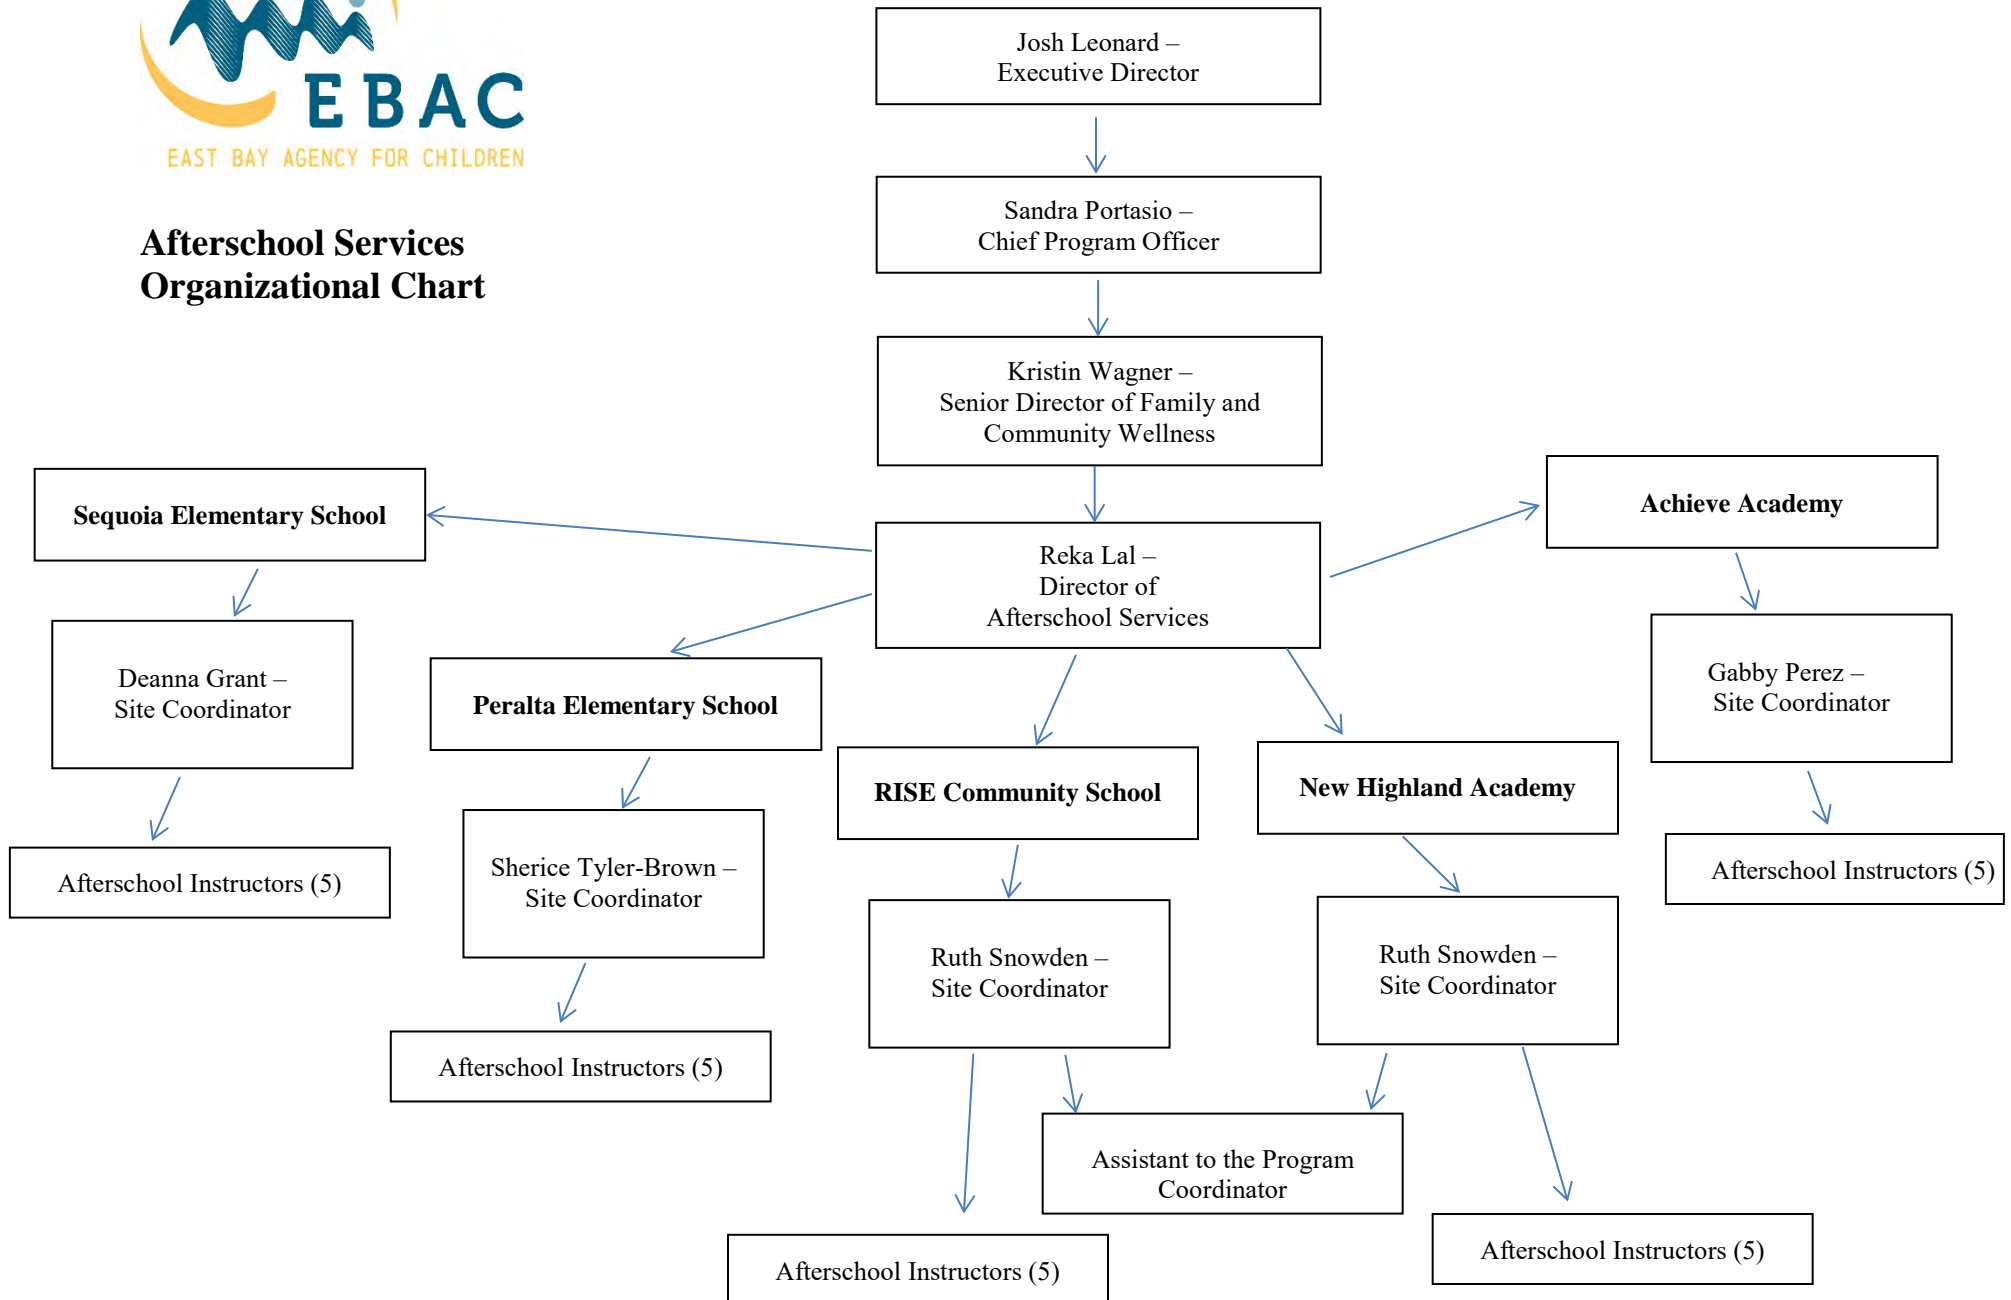 EBAC
EAST BAY AGENCY FOR CHILDREN
Afterschool Services
Organizational Chart
Josh Leonard –
Executive Director
Sandra Portasio –
Chief Program Officer
Kristin Wagner –
Senior Director of Family and
Community Wellness
Reka Lal –
Director of
Afterschool Services
Sequoia Elementary School
Deanna Grant –
Site Coordinator
Afterschool Instructors (5)
Peralta Elementary School
Sherice Tyler-Brown –
Site Coordinator
Afterschool Instructors (5)
RISE Community School
Ruth Snowden –
Site Coordinator
Afterschool Instructors (5)
Assistant to the Program
Coordinator
New Highland Academy
Ruth Snowden –
Site Coordinator
Afterschool Instructors (5)
Achieve Academy
Gabby Perez –
Site Coordinator
Afterschool Instructors (5)